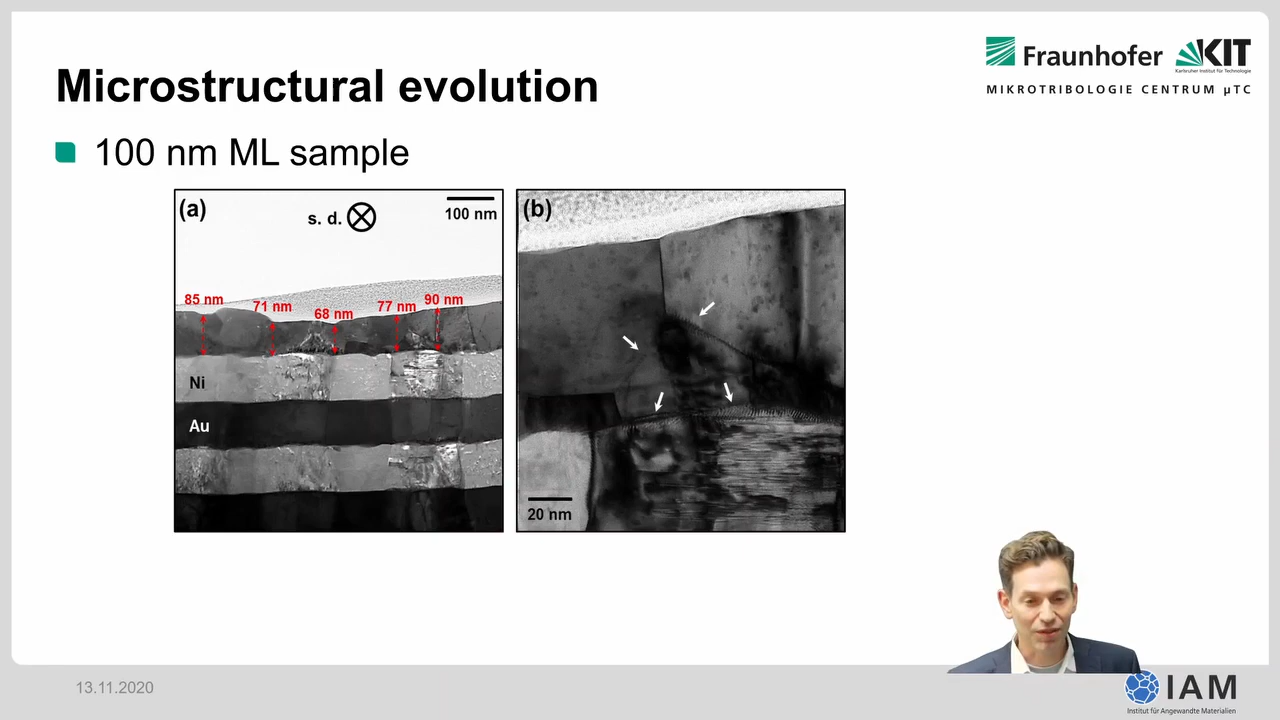 Microstructural evolution
Fraunhofer
KIT
Karlsruher Institut für Technologie
MIKROTRIBOLOGIE CENTRUM µTC
100 nm ML sample
(a)
s. d.
100 nm
85 nm
71 nm
68 nm
77 nm
90 nm
Ni
Au
(b)
20 nm
13.11.2020
IAM
Institut für Angewandte Materialien